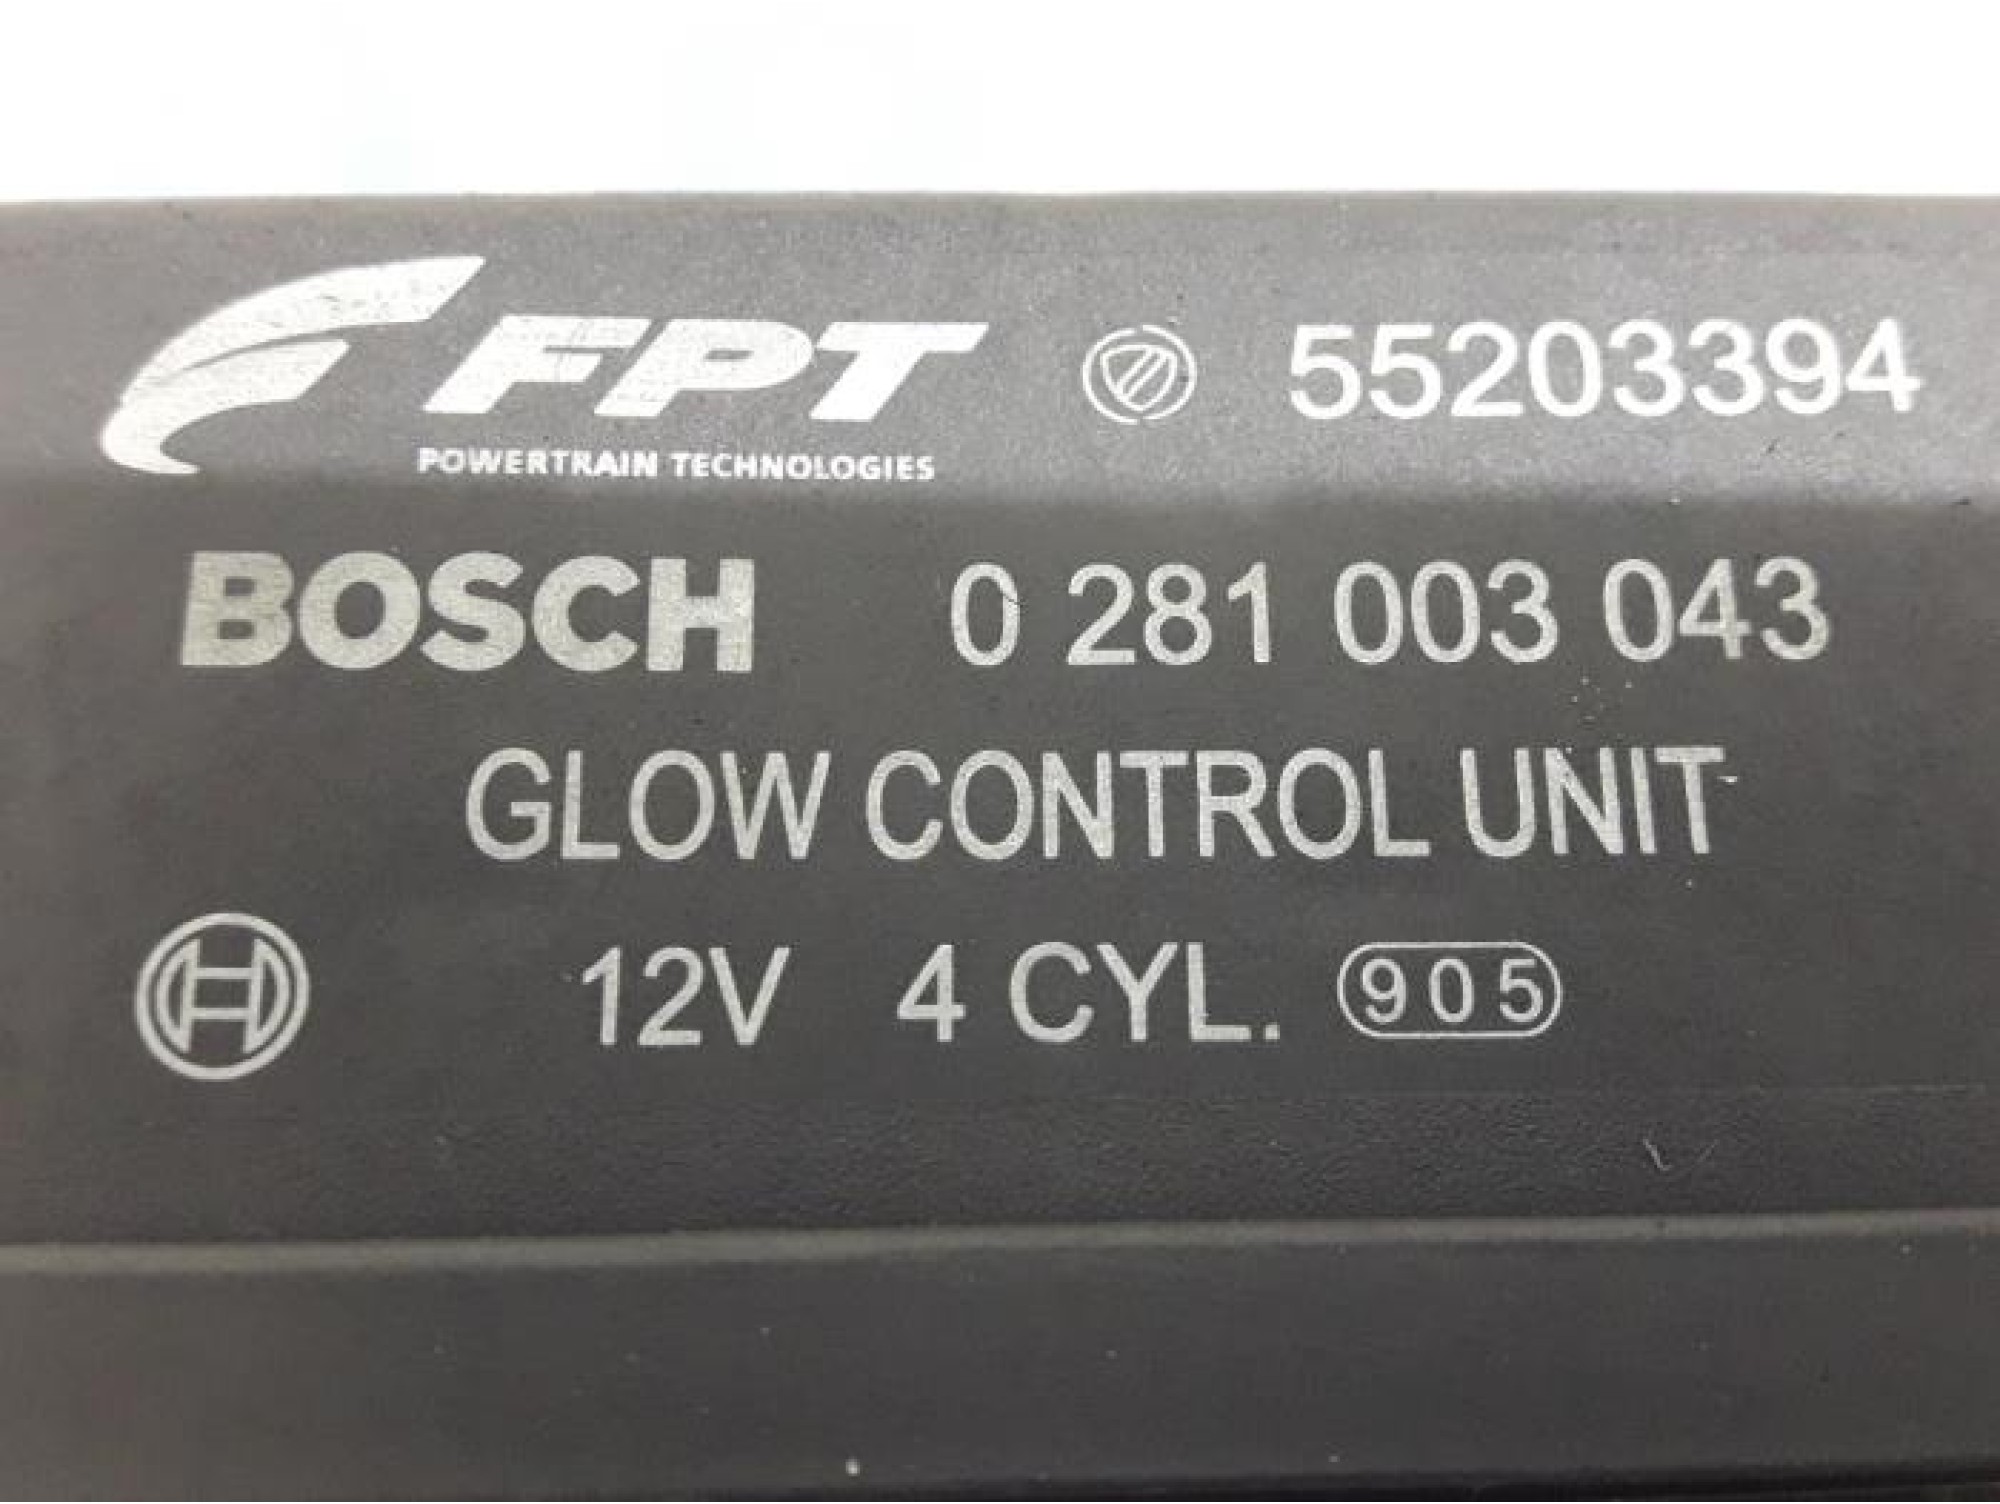 FPT 55203394
POWERTRAIN TECHNOLOGIES
BOSCH 0 281 003 043
GLOW CONTROL UNIT
12V 4 CYL. 905